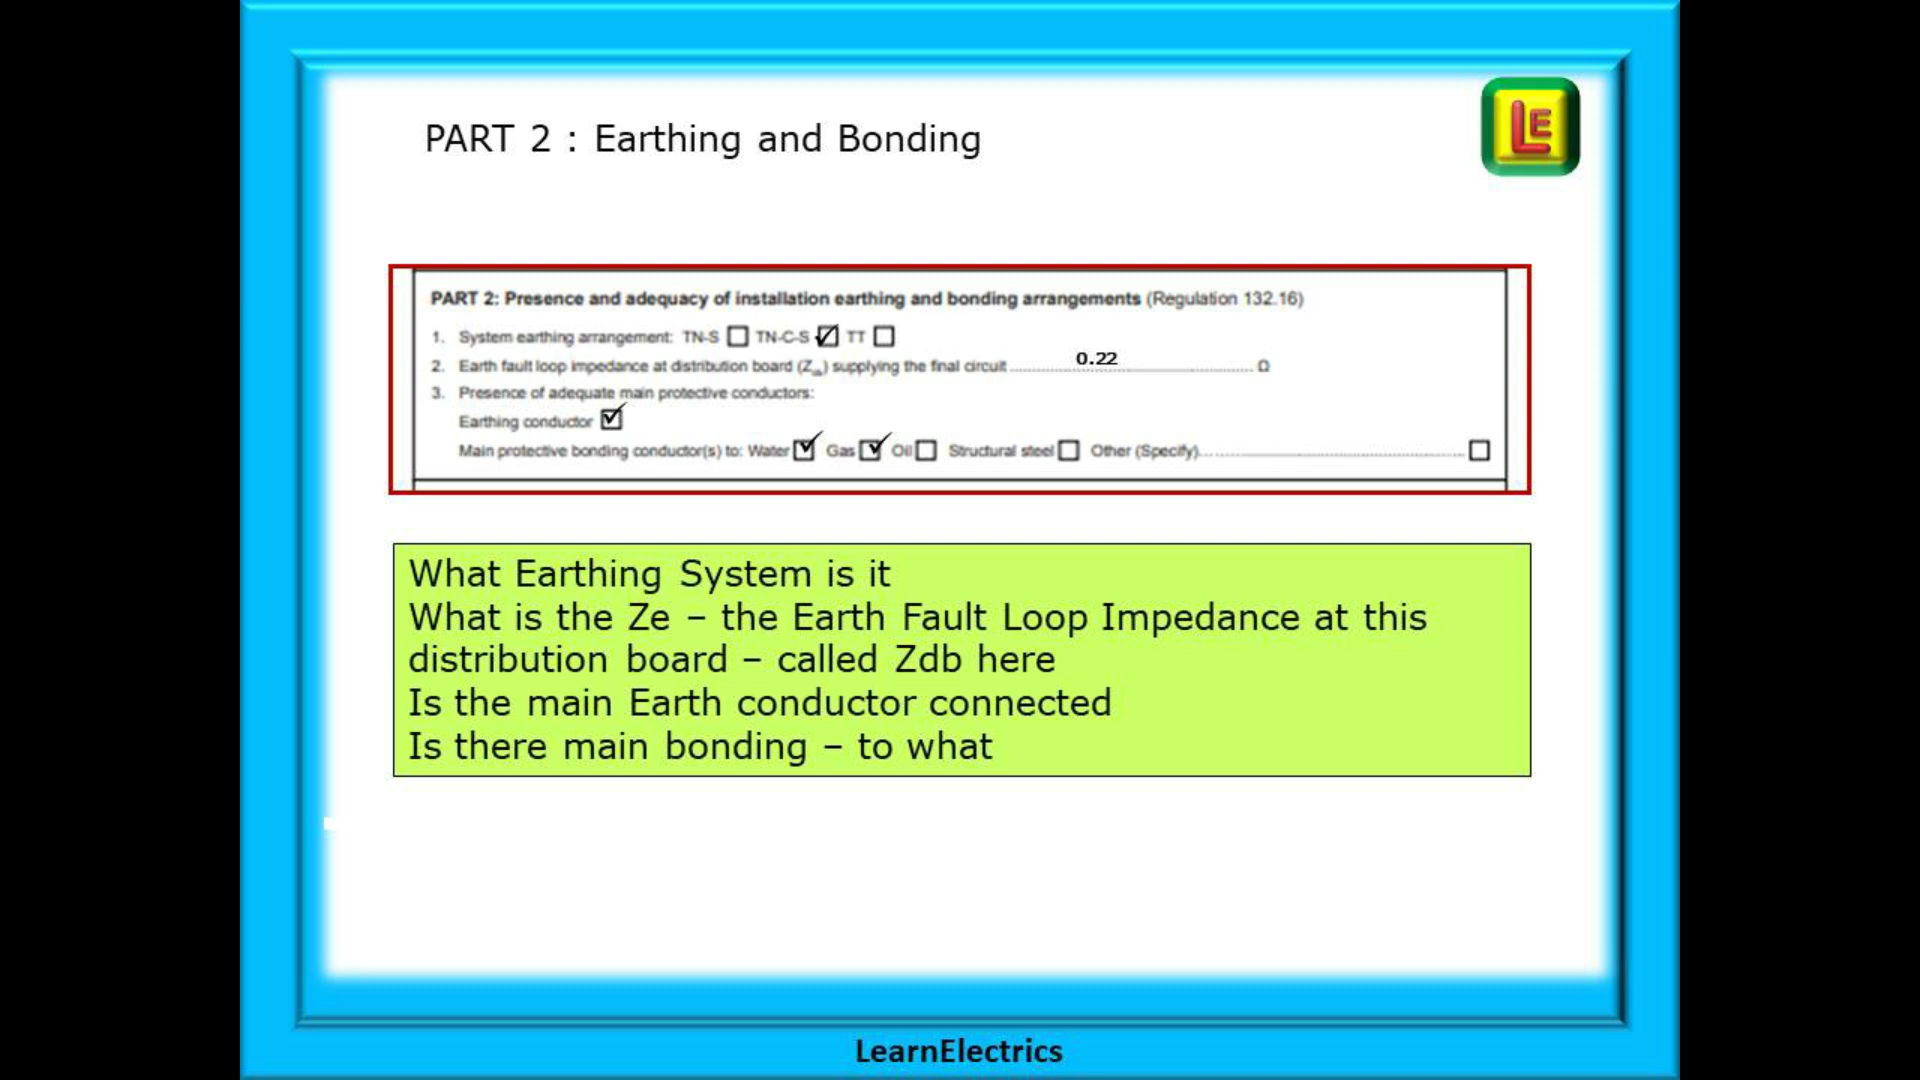 PART 2 : Earthing and Bonding
LE
PART 2: Presence and adequacy of installation earthing and bonding arrangements (Regulation 132.16)
1. System earthing arrangement: TN-S TN-C-S TT
2. Earth fault loop impedance at distribution board (Zdb) supplying the final circuit 0.22 Ω
3. Presence of adequate main protective conductors:
Earthing conductor
Main protective bonding conductor(s) to: Water Gas Oil Structural steel Other (Specify)
What Earthing System is it
What is the Ze – the Earth Fault Loop Impedance at this
distribution board – called Zdb here
Is the main Earth conductor connected
Is there main bonding – to what
LearnElectrics